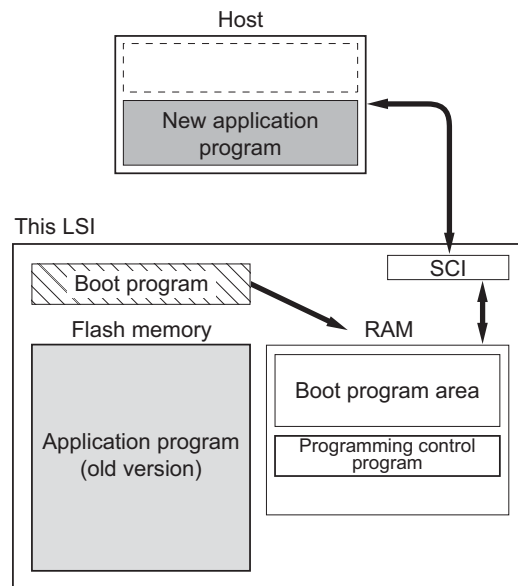 Host
New application
program
This LSI
SCI
Boot program
Flash memory
RAM
Boot program area
Application program
(old version)
Programming control
program